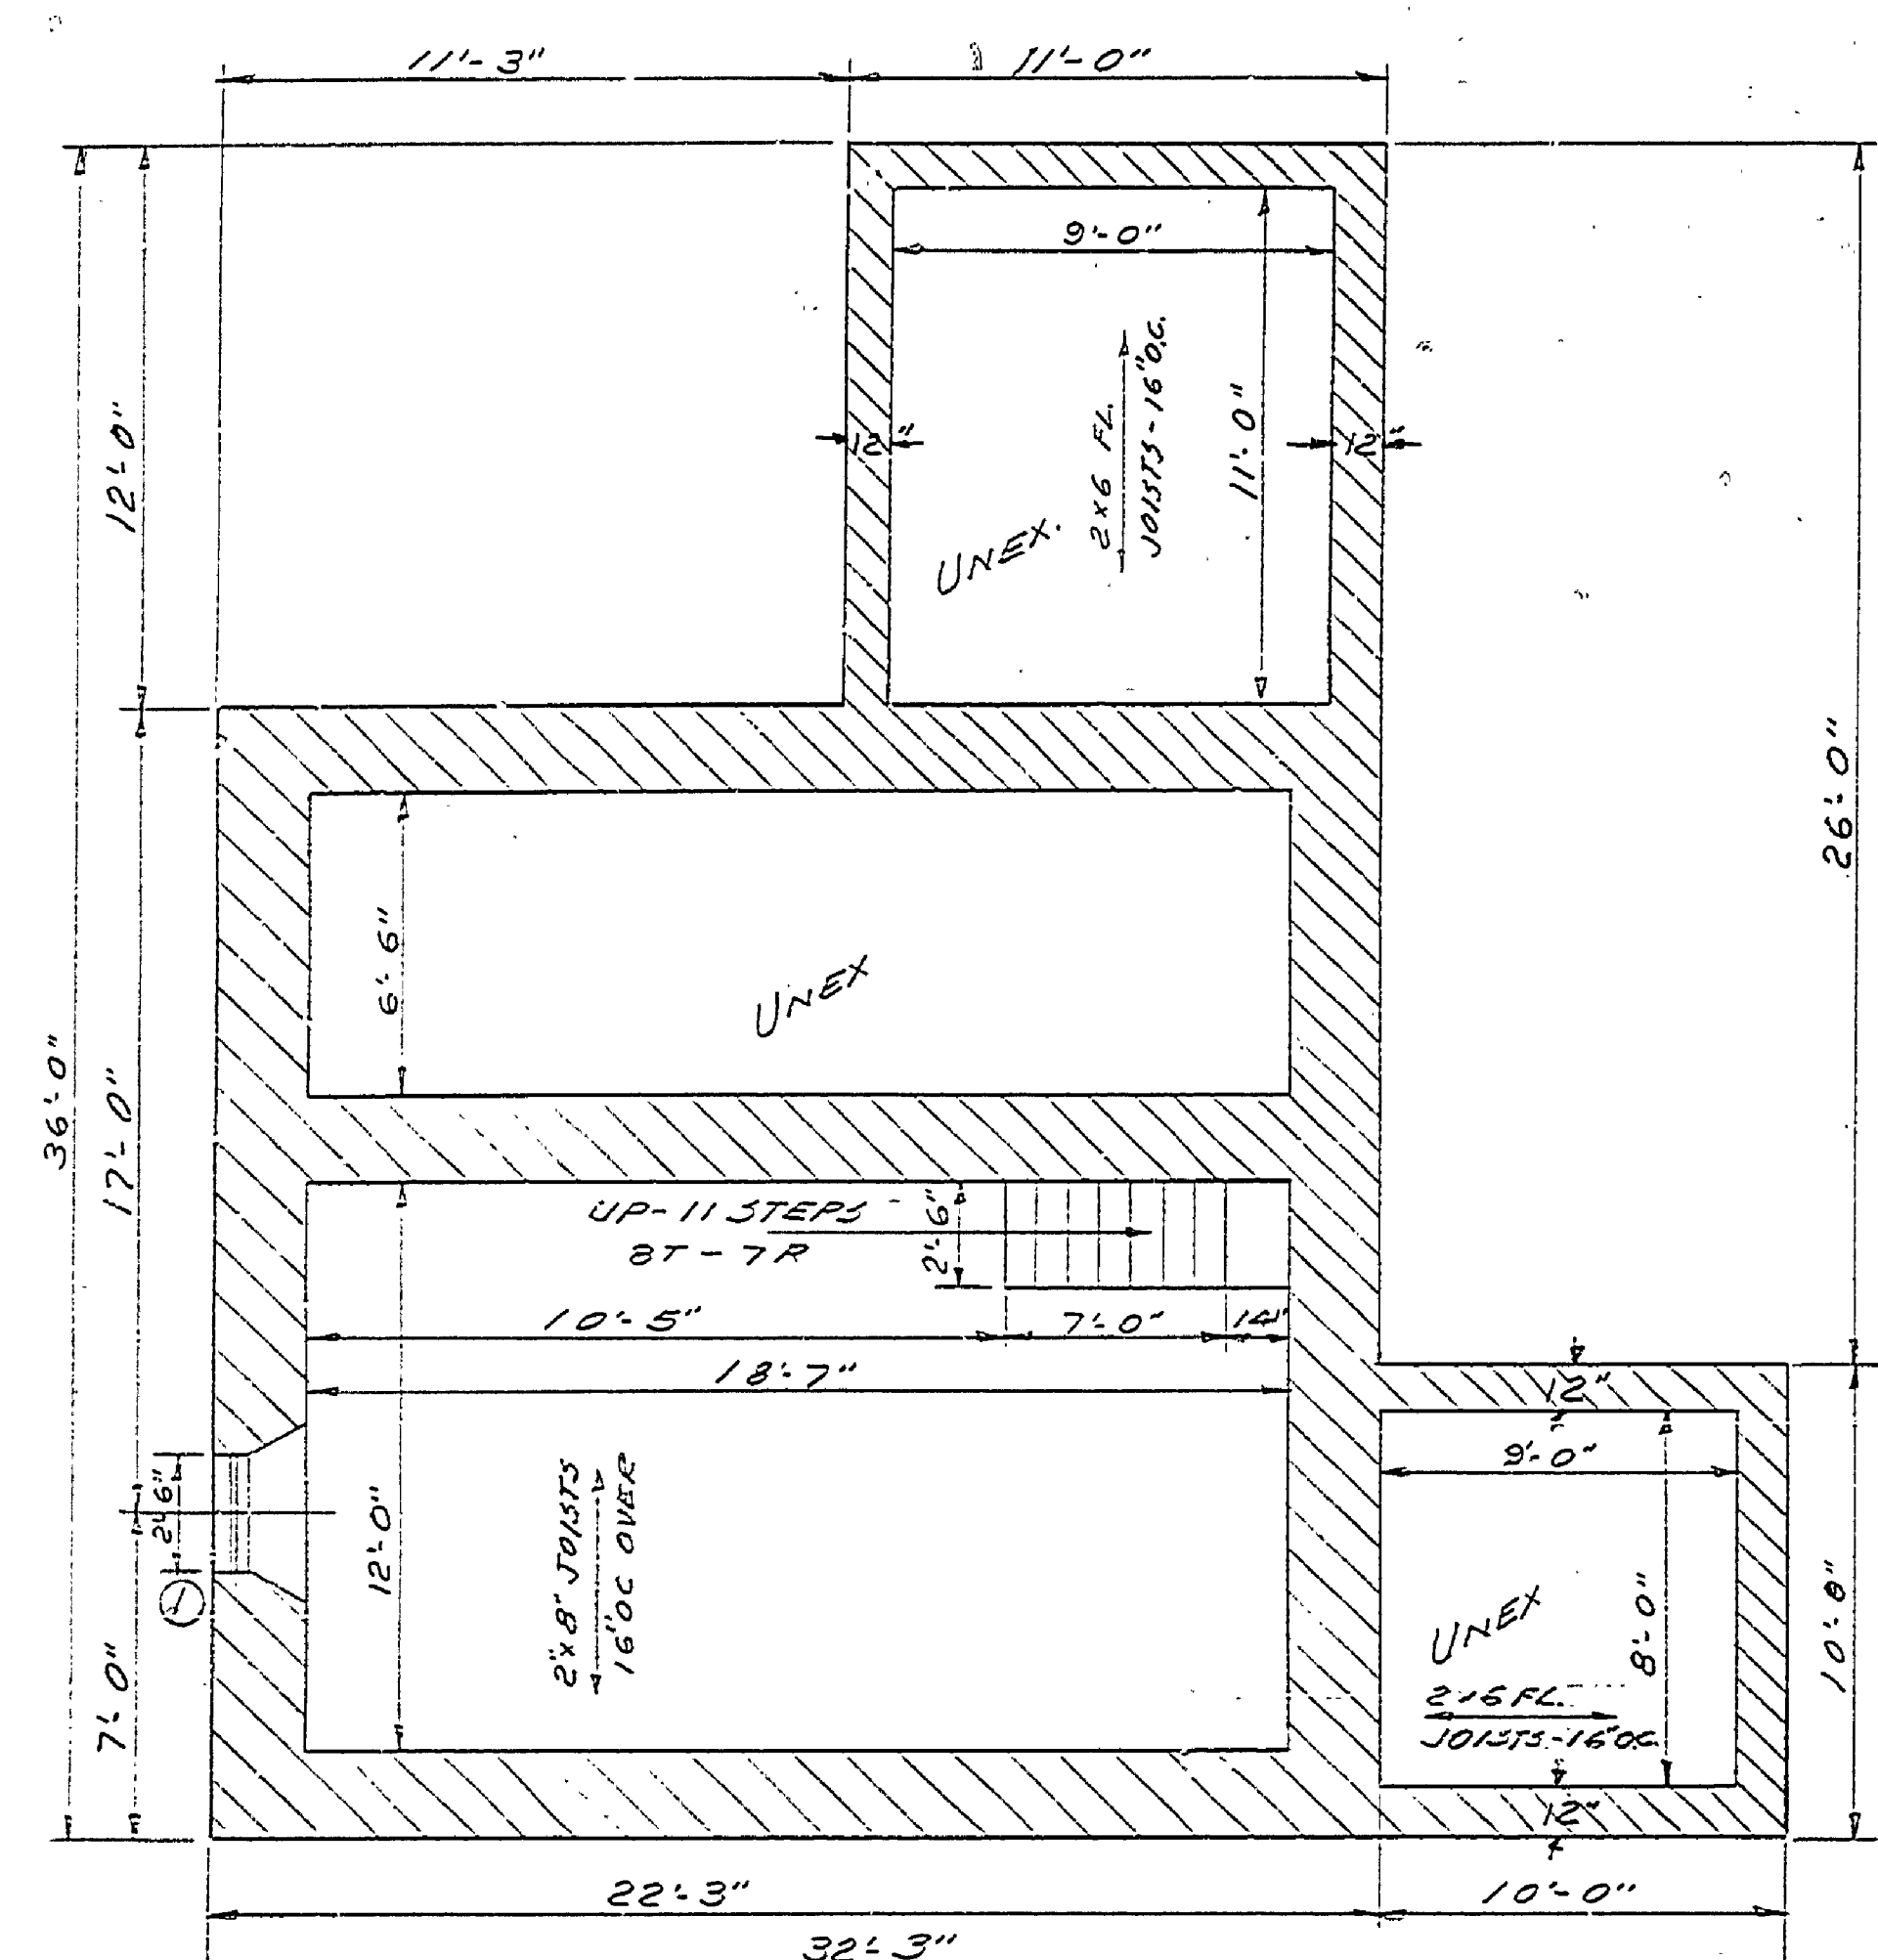 11'-3"
11'-0"
9'-0"
12'-0"
12"
12"
2x6 FL.
JOISTS-16"O.C.
11'-0"
UNEX.
26'-0"
6'-6"
UNEX
36'-0"
17'-0"
UP-11 STEPS
8T-7R
2'-6"
10'-5"
7'-0"
14"
18'-7"
12"
9'-0"
2'-6"
12'-0"
2"x8" JOISTS
16"OC OVER
UNEX
8'-0"
10'-0"
7'-0"
2x6 FL.
JOISTS-16"O.C.
12"
22'-3"
10'-0"
32'-3"